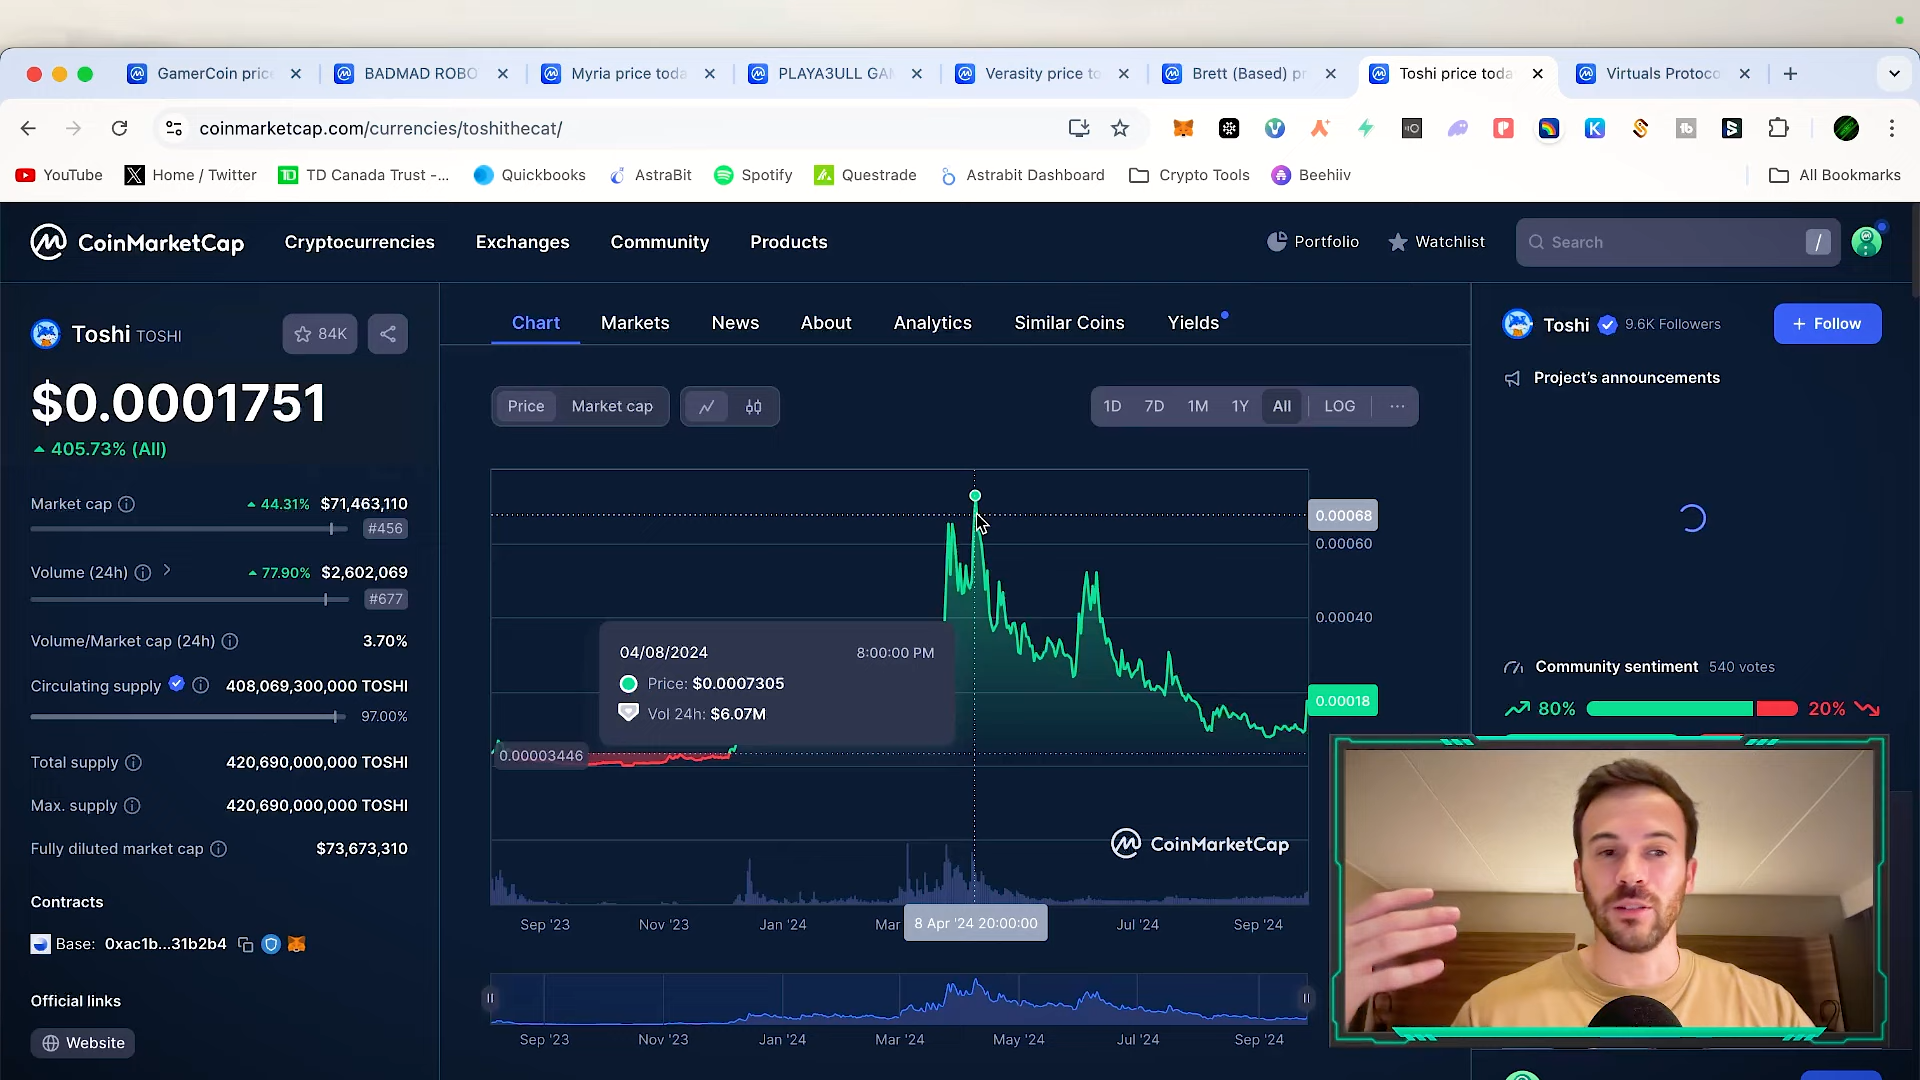 GamerCoin pric
BADMAD ROBO
Myria price toda
PLAYA3ULL GA
Verasity price to
Brett (Based) pr
Toshi price toda
Virtuals Protoco
coinmarketcap.com/currencies/toshithecat/
YouTube
Home / Twitter
TD Canada Trust -...
Quickbooks
AstraBit
Spotify
Questrade
Astrabit Dashboard
Crypto Tools
Beehiiv
All Bookmarks
CoinMarketCap
Cryptocurrencies
Exchanges
Community
Products
Portfolio
Watchlist
Search
/
Toshi TOSHI
84K
$0.0001751
405.73% (All)
Market cap 44.31% $71,463,110
#456
Volume (24h) 77.90% $2,602,069
#677
Volume/Market cap (24h) 3.70%
Circulating supply 408,069,300,000 TOSHI
97.00%
Total supply 420,690,000,000 TOSHI
Max. supply 420,690,000,000 TOSHI
Fully diluted market cap $73,673,310
Contracts
Base: 0xac1b...31b2b4
Official links
Website
Chart
Markets
News
About
Analytics
Similar Coins
Yields
Price
Market cap
1D
7D
1M
1Y
All
LOG
...
0.00068
0.00060
0.00040
0.00018
04/08/2024 8:00:00 PM
Price: $0.0007305
Vol 24h: $6.07M
0.00003446
CoinMarketCap
Sep '23
Nov '23
Jan '24
Mar
8 Apr '24 20:00:00
Jul '24
Sep '24
Sep '23
Nov '23
Jan '24
Mar '24
May '24
Jul '24
Sep '24
Toshi
9.6K Followers
+ Follow
Project's announcements
Community sentiment 540 votes
80%
20%